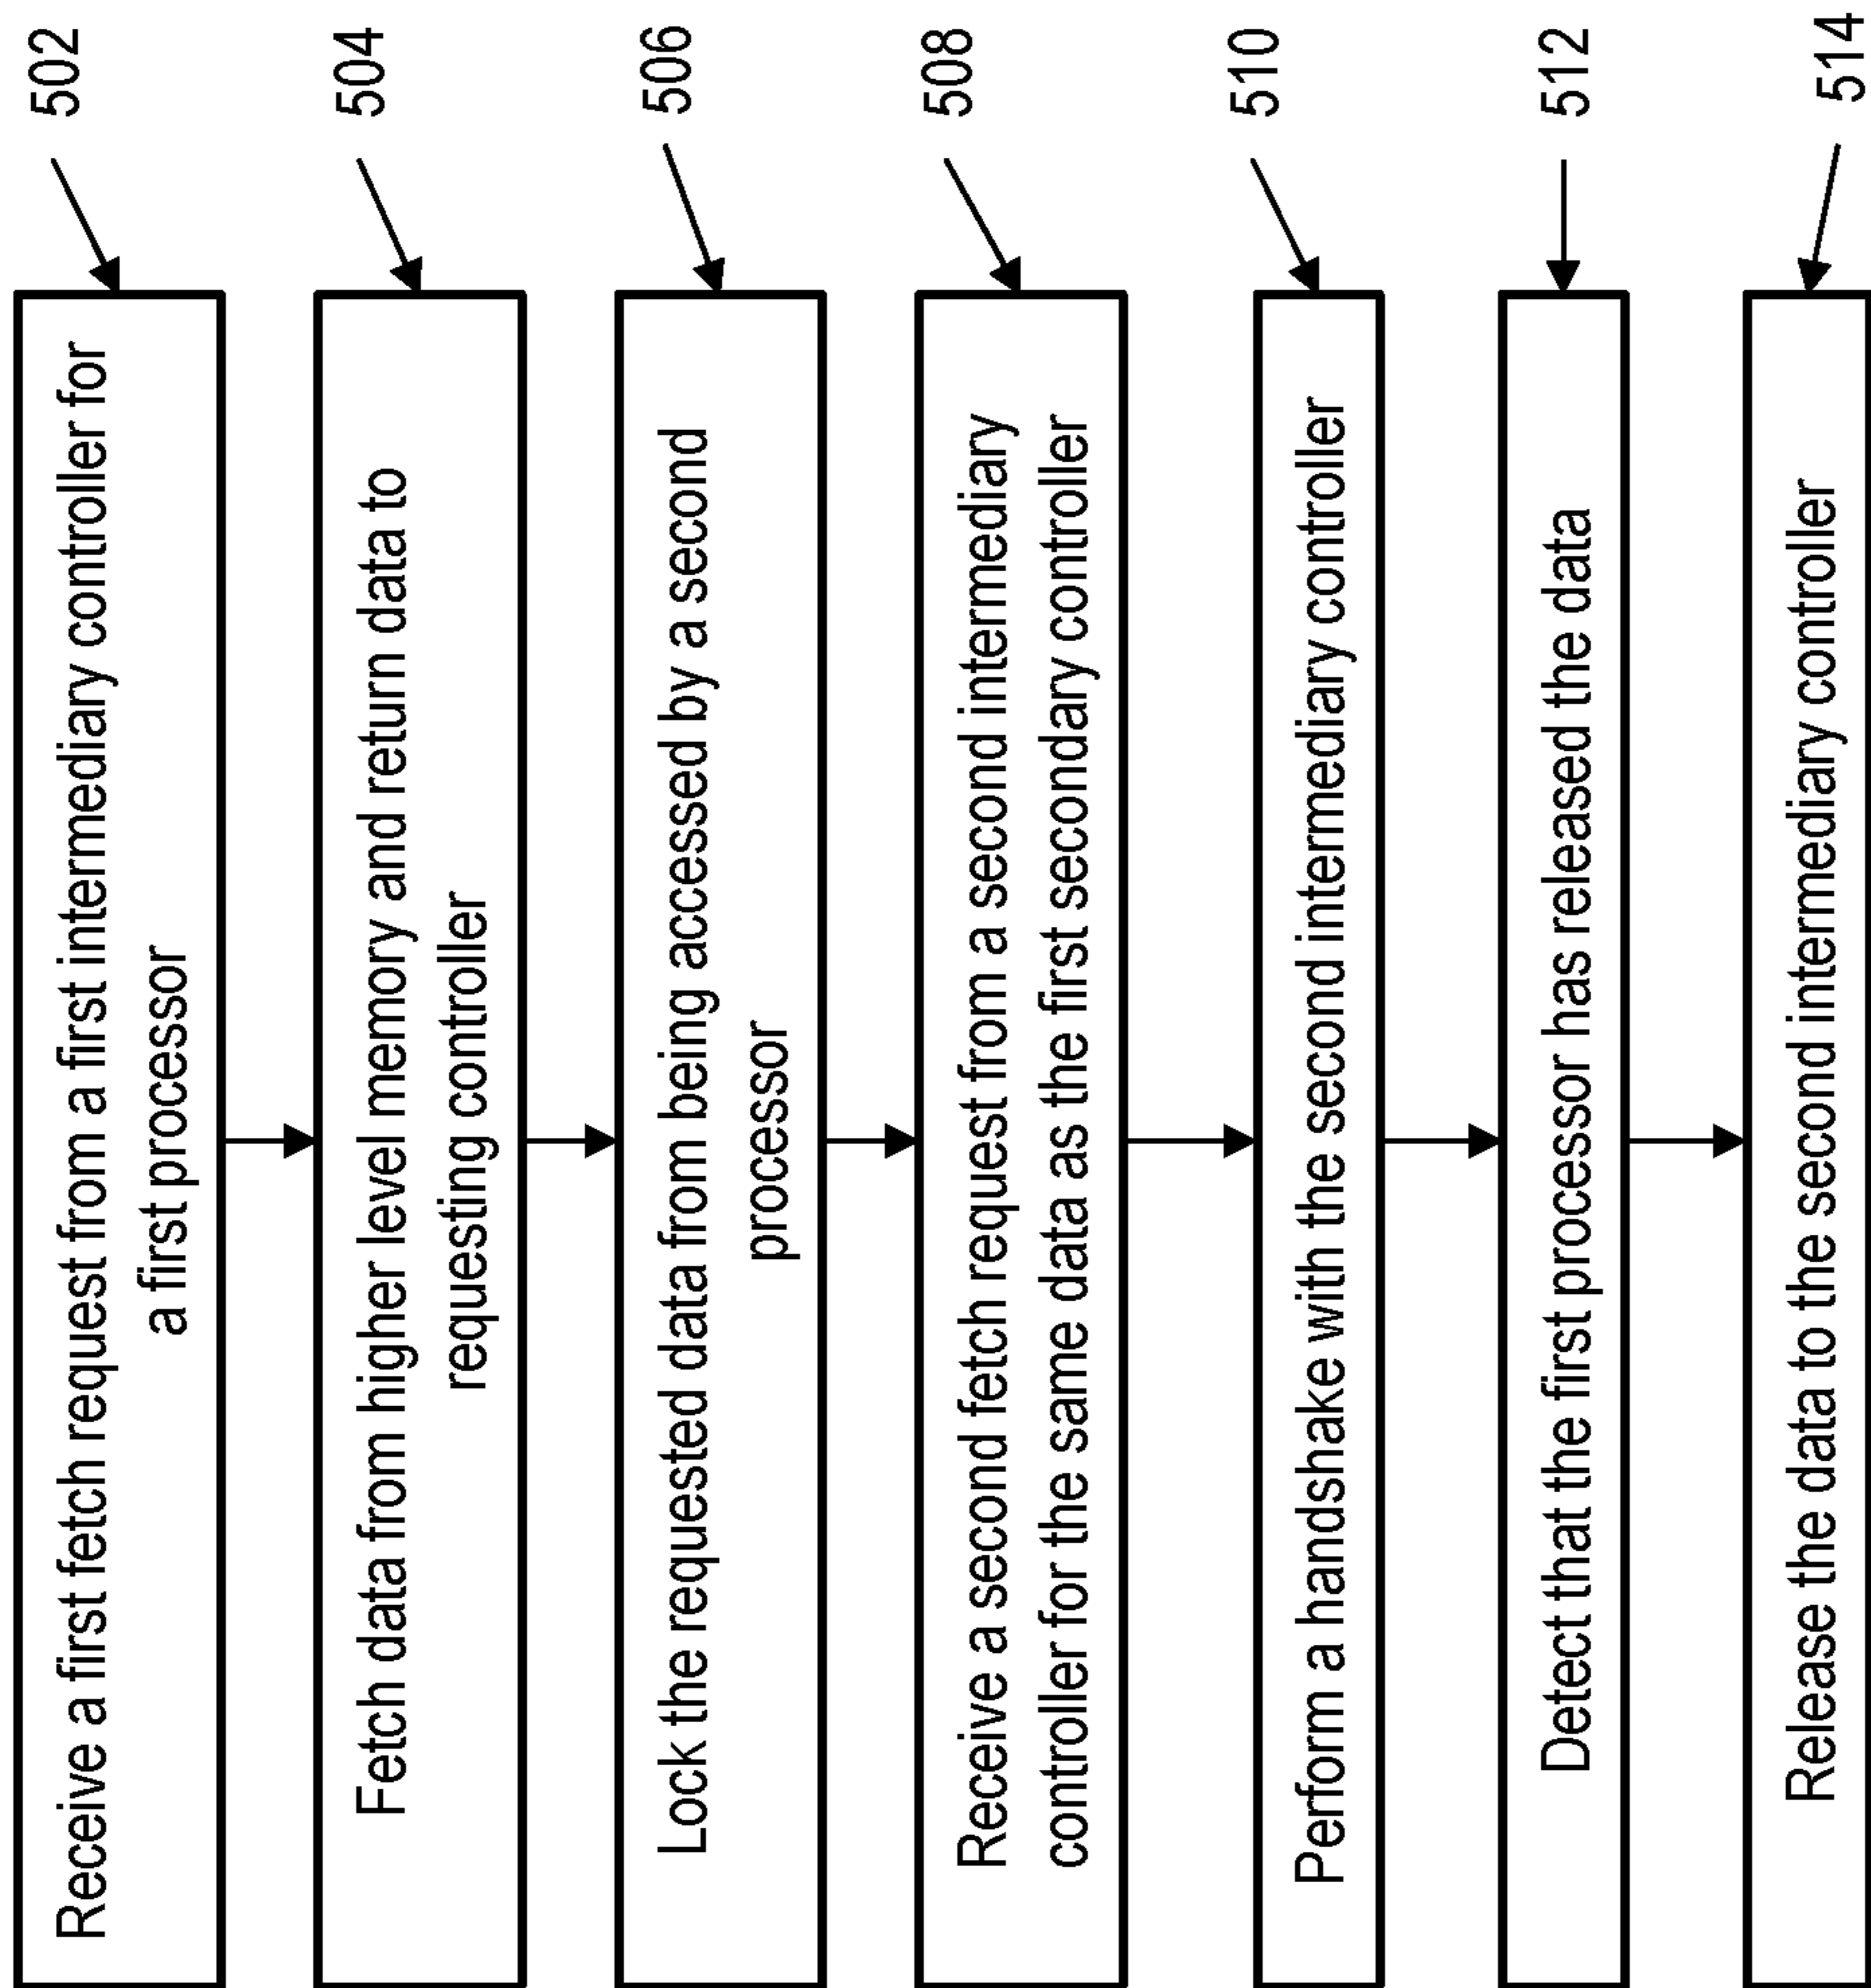 Receive a first fetch request from a first intermediary controller for
a first processor
502
Fetch data from higher level memory and return data to
requesting controller
504
Lock the requested data from being accessed by a second
processor
506
Receive a second fetch request from a second intermediary
controller for the same data as the first secondary controller
508
Perform a handshake with the second intermediary controller
510
Detect that the first processor has released the data
512
Release the data to the second intermediary controller
514